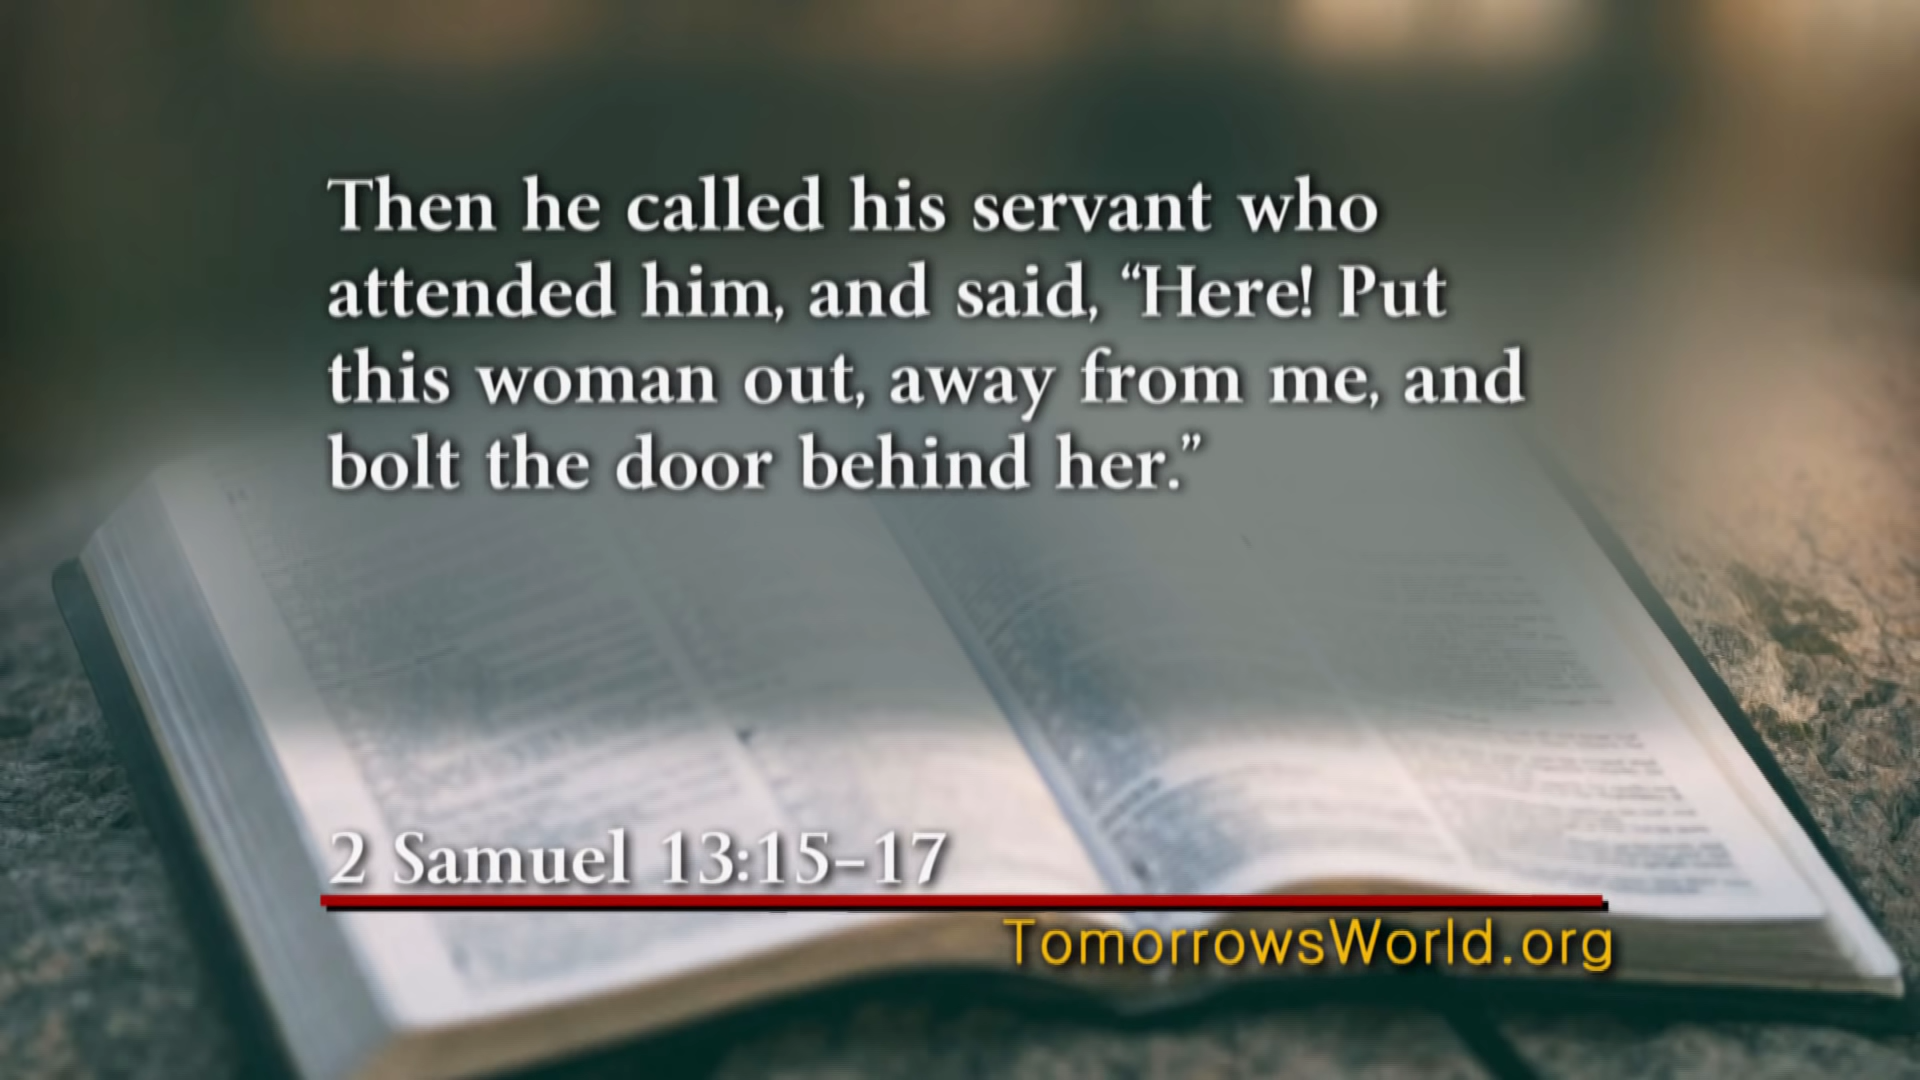 Then he called his servant who
attended him, and said, “Here! Put
this woman out, away from me, and
bolt the door behind her.”
2 Samuel 13:15–17
TomorrowsWorld.org